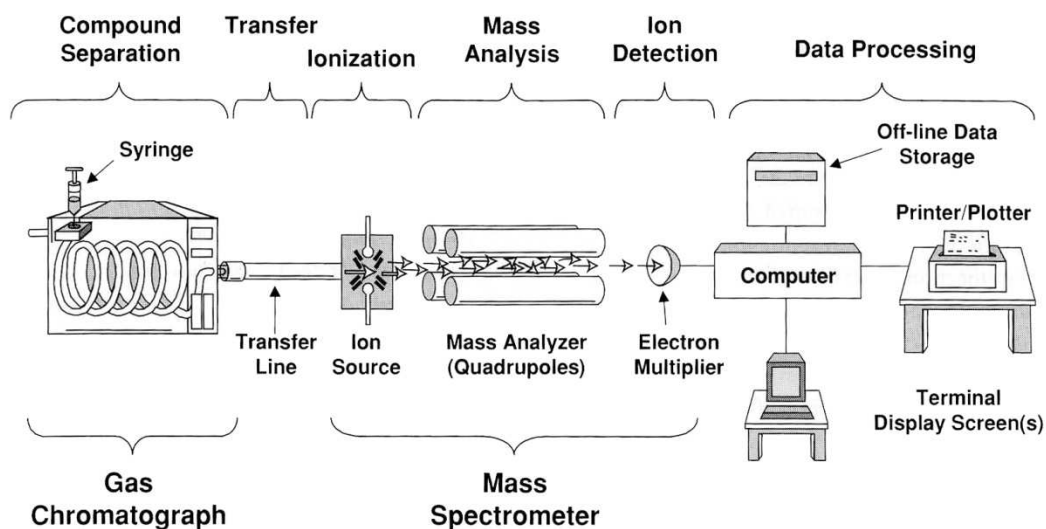 Compound
Separation
Transfer
Ionization
Mass
Analysis
Ion
Detection
Data Processing
Syringe
Off-line Data
Storage
Printer/Plotter
Computer
Transfer
Line
Ion
Source
Mass Analyzer
(Quadrupoles)
Electron
Multiplier
Terminal
Display Screen(s)
Gas
Chromatograph
Mass
Spectrometer